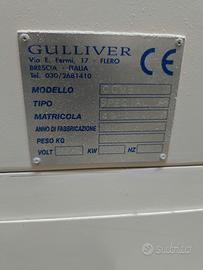 GULLIVER
Via E. Fermi, 17 - FLERO
BRESCIA - ITALIA
Tel. 030/2681410
CE
MODELLO
TIPO SPECIAL
MATRICOLA
ANNO DI FABBRICAZIONE
PESO KG
VOLT KW HZ
subito